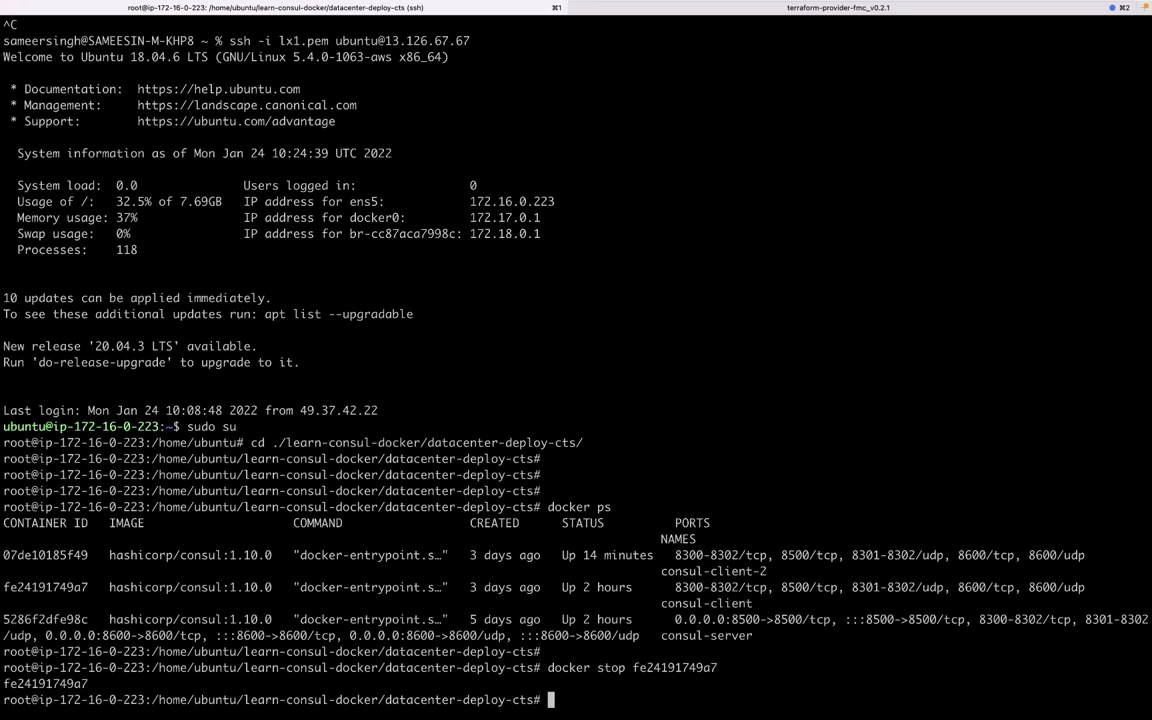 root@ip-172-16-0-223: /home/ubuntu/learn-consul-docker/datacenter-deploy-cts (ssh) ⌘1 terraform-provider-fmc_v0.2.1 ⌘2
^C
sameersingh@SAMEESIN-M-KHP8 ~ % ssh -i lx1.pem ubuntu@13.126.67.67
Welcome to Ubuntu 18.04.6 LTS (GNU/Linux 5.4.0-1063-aws x86_64)
* Documentation: https://help.ubuntu.com
* Management: https://landscape.canonical.com
* Support: https://ubuntu.com/advantage
System information as of Mon Jan 24 10:24:39 UTC 2022
System load: 0.0 Users logged in: 0
Usage of /: 32.5% of 7.69GB IP address for ens5: 172.16.0.223
Memory usage: 37% IP address for docker0: 172.17.0.1
Swap usage: 0% IP address for br-cc87aca7998c: 172.18.0.1
Processes: 118
10 updates can be applied immediately.
To see these additional updates run: apt list --upgradable
New release '20.04.3 LTS' available.
Run 'do-release-upgrade' to upgrade to it.
Last login: Mon Jan 24 10:08:48 2022 from 49.37.42.22
ubuntu@ip-172-16-0-223:~$ sudo su
root@ip-172-16-0-223:/home/ubuntu# cd ./learn-consul-docker/datacenter-deploy-cts/
root@ip-172-16-0-223:/home/ubuntu/learn-consul-docker/datacenter-deploy-cts#
root@ip-172-16-0-223:/home/ubuntu/learn-consul-docker/datacenter-deploy-cts#
root@ip-172-16-0-223:/home/ubuntu/learn-consul-docker/datacenter-deploy-cts#
root@ip-172-16-0-223:/home/ubuntu/learn-consul-docker/datacenter-deploy-cts# docker ps
CONTAINER ID IMAGE COMMAND CREATED STATUS PORTS
NAMES
07de10185f49 hashicorp/consul:1.10.0 "docker-entrypoint.s…" 3 days ago Up 14 minutes 8300-8302/tcp, 8500/tcp, 8301-8302/udp, 8600/tcp, 8600/udp
consul-client-2
fe24191749a7 hashicorp/consul:1.10.0 "docker-entrypoint.s…" 3 days ago Up 2 hours 8300-8302/tcp, 8500/tcp, 8301-8302/udp, 8600/tcp, 8600/udp
consul-client
5286f2dfe98c hashicorp/consul:1.10.0 "docker-entrypoint.s…" 5 days ago Up 2 hours 0.0.0.0:8500->8500/tcp, :::8500->8500/tcp, 8300-8302/tcp, 8301-8302
/udp, 0.0.0.0:8600->8600/tcp, :::8600->8600/tcp, 0.0.0.0:8600->8600/udp, :::8600->8600/udp consul-server
root@ip-172-16-0-223:/home/ubuntu/learn-consul-docker/datacenter-deploy-cts#
root@ip-172-16-0-223:/home/ubuntu/learn-consul-docker/datacenter-deploy-cts# docker stop fe24191749a7
fe24191749a7
root@ip-172-16-0-223:/home/ubuntu/learn-consul-docker/datacenter-deploy-cts#